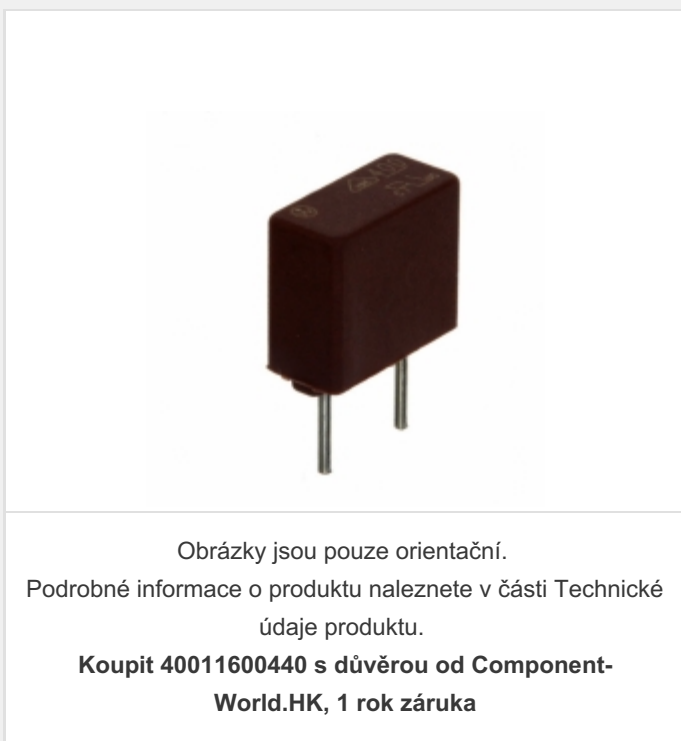 400
Obrázky jsou pouze orientační.
Podrobné informace o produktu naleznete v části Technické
údaje produktu.
Koupit 40011600440 s důvěrou od Component-
World.HK, 1 rok záruka